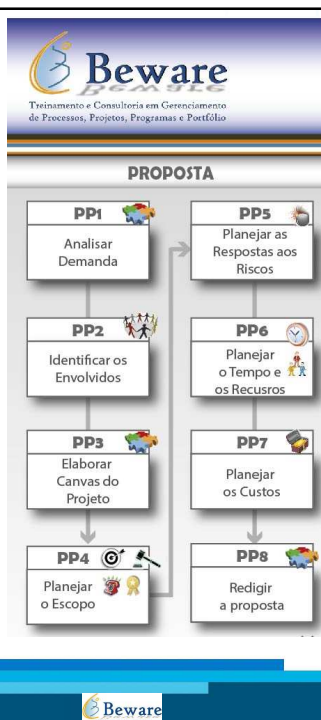 Beware
Treinamento e Consultoria em Gerenciamento
de Processos, Projetos, Programas e Portfólio
PROPOSTA
PP1
Analisar
Demanda
PP2
Identificar os
Envolvidos
PP3
Elaborar
Canvas do
Projeto
PP4
Planejar
o Escopo
PP5
Planejar as
Respostas aos
Riscos
PP6
Planejar
o Tempo e
os Recusros
PP7
Planejar
os Custos
PP8
Redigir
a proposta
Beware